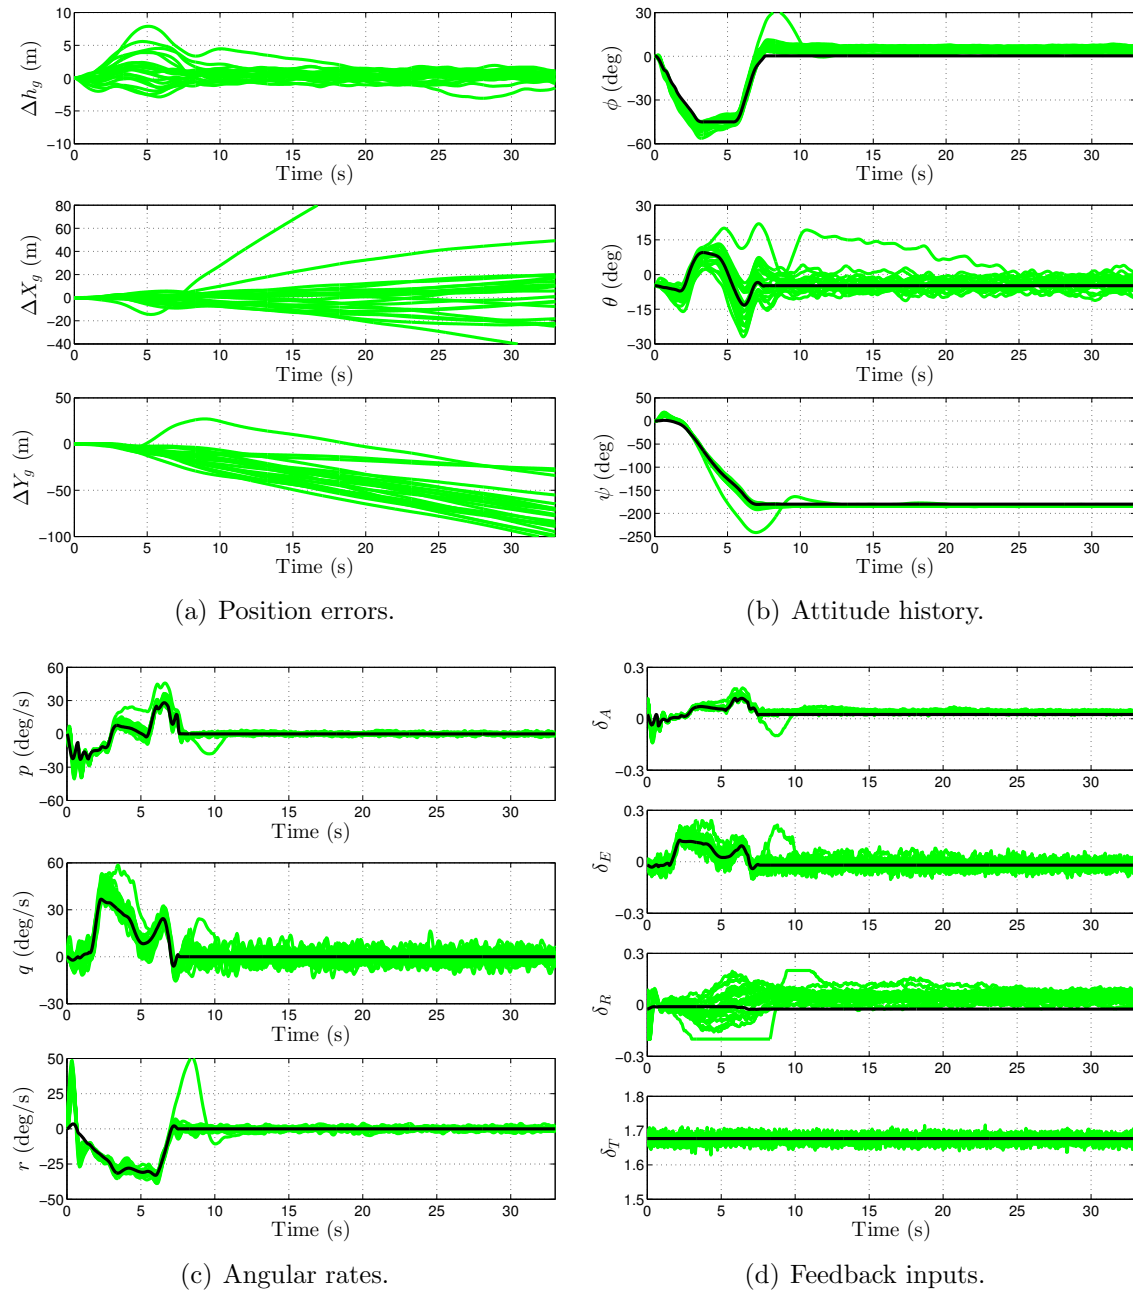 10
5
0
−5
−10
Δh_g (m)
0 5 10 15 20 25 30
Time (s)
80
60
40
20
0
−20
−40
ΔX_g (m)
0 5 10 15 20 25 30
Time (s)
50
0
−50
−100
ΔY_g (m)
0 5 10 15 20 25 30
Time (s)
(a) Position errors.
30
0
−30
−60
ϕ (deg)
0 5 10 15 20 25 30
Time (s)
30
15
0
−15
−30
θ (deg)
0 5 10 15 20 25 30
Time (s)
50
0
−50
−100
−150
−200
−250
ψ (deg)
0 5 10 15 20 25 30
Time (s)
(b) Attitude history.
60
30
0
−30
−60
p (deg/s)
0 5 10 15 20 25 30
Time (s)
60
30
0
−30
q (deg/s)
0 5 10 15 20 25 30
Time (s)
50
25
0
−25
−50
r (deg/s)
0 5 10 15 20 25 30
Time (s)
(c) Angular rates.
0.3
0
−0.3
δ_A
0 5 10 15 20 25 30
0.3
0
−0.3
δ_E
0 5 10 15 20 25 30
0.3
0
−0.3
δ_R
0 5 10 15 20 25 30
1.8
1.7
1.6
1.5
δ_T
0 5 10 15 20 25 30
Time (s)
(d) Feedback inputs.